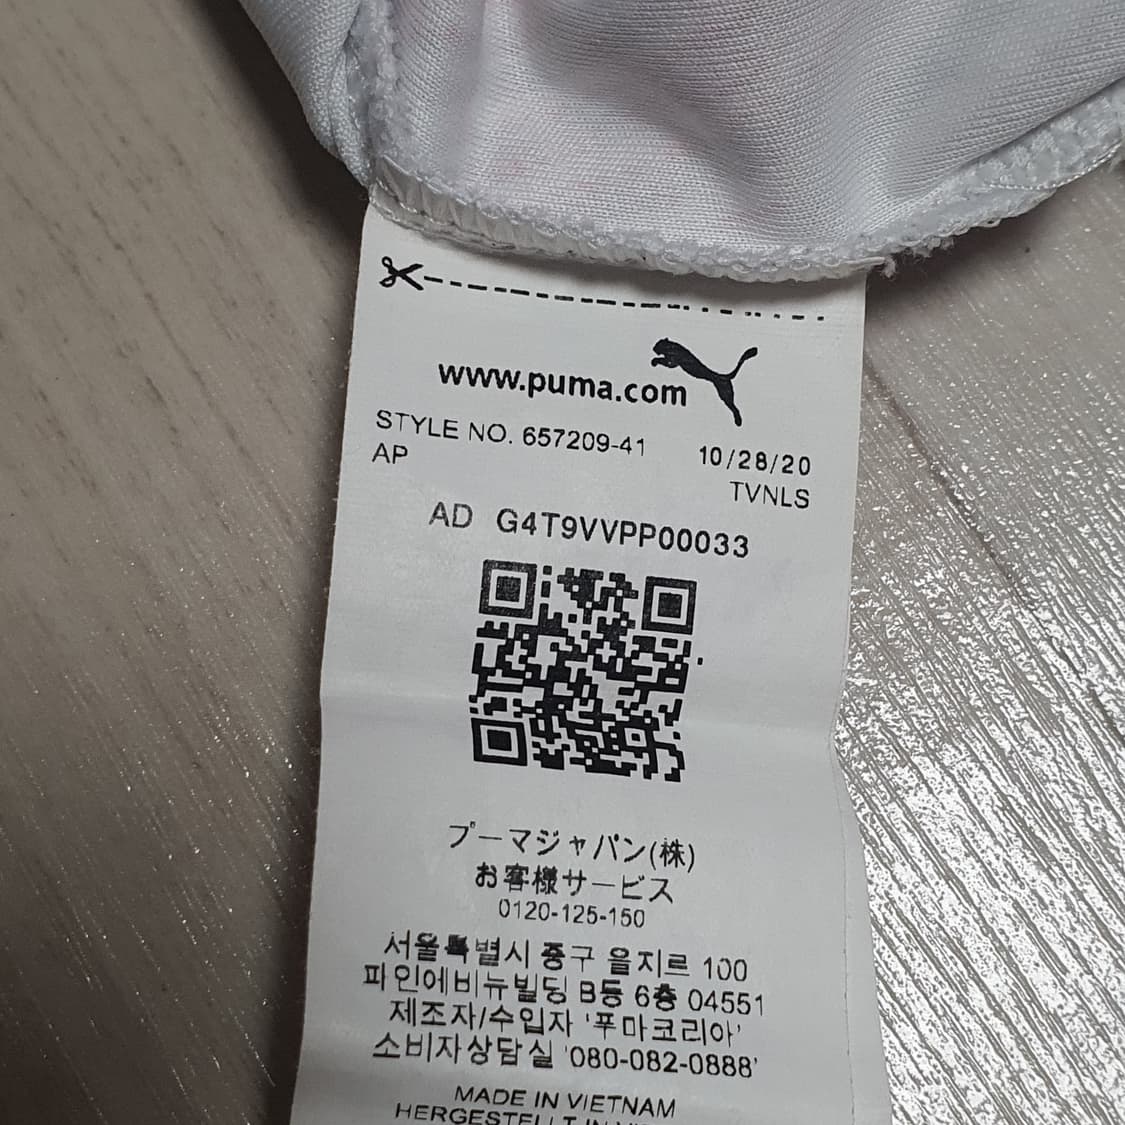 www.puma.com
STYLE NO. 657209-41 10/28/20
AP TVNLS
AD G4T9VVPP00033
プーマジャパン(株)
お客様サービス
0120-125-150
서울특별시 중구 을지르 100
파인에비뉴빌딩 B동 6층 04551
제조자/수입자 '푸마코리아'
소비자상담실 '080-082-0888'
MADE IN VIETNAM
HERGESTELLT IN